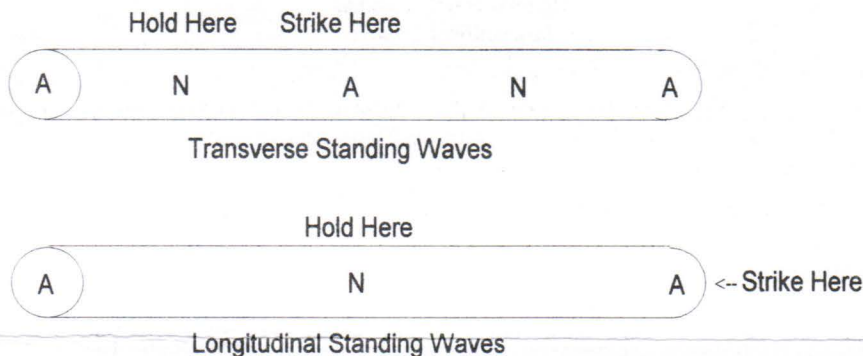 Hold Here Strike Here
A N A N A
Transverse Standing Waves
Hold Here
A N A <-- Strike Here
Longitudinal Standing Waves